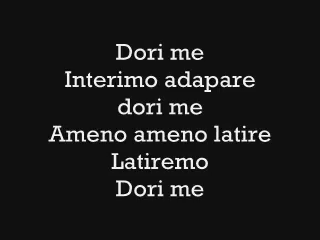 Dori me
Interimo adapare
dori me
Ameno ameno latire
Latiremo
Dori me